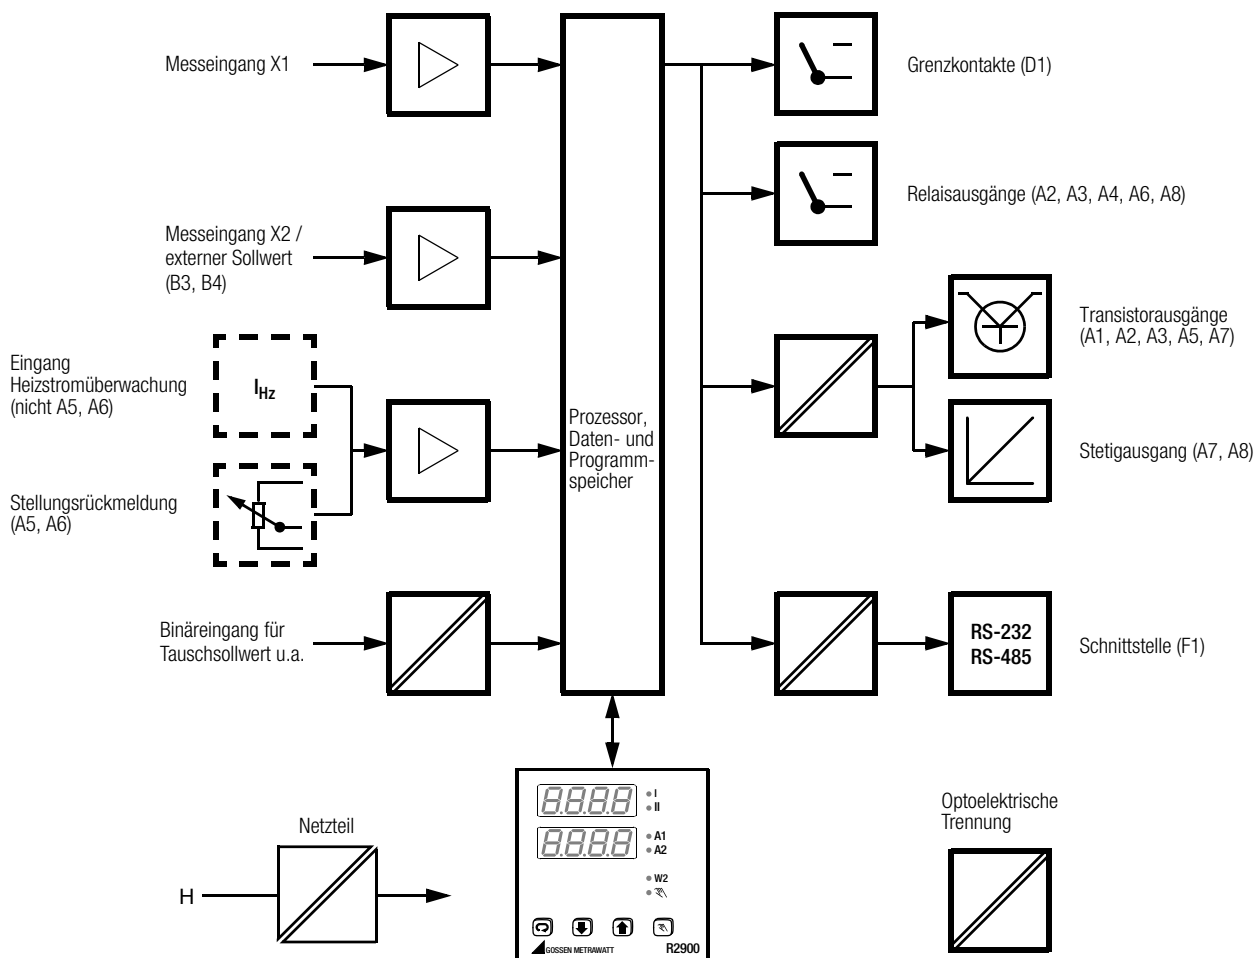 Messeingang X1
Grenzkontakte (D1)
Relaisausgänge (A2, A3, A4, A6, A8)
Messeingang X2 /
externer Sollwert
(B3, B4)
Transistorausgänge
(A1, A2, A3, A5, A7)
Eingang
Heizstromüberwachung
(nicht A5, A6)
IHz
Prozessor,
Daten- und
Programm-
speicher
Stetigausgang (A7, A8)
Stellungsrückmeldung
(A5, A6)
Binäreingang für
Tauschsollwert u.a.
RS-232
RS-485
Schnittstelle (F1)
Netzteil
H
8.8.8.8
I
II
8.8.8.8
A1
A2
W2
GOSSEN METRAWATT
R2900
Optoelektrische
Trennung